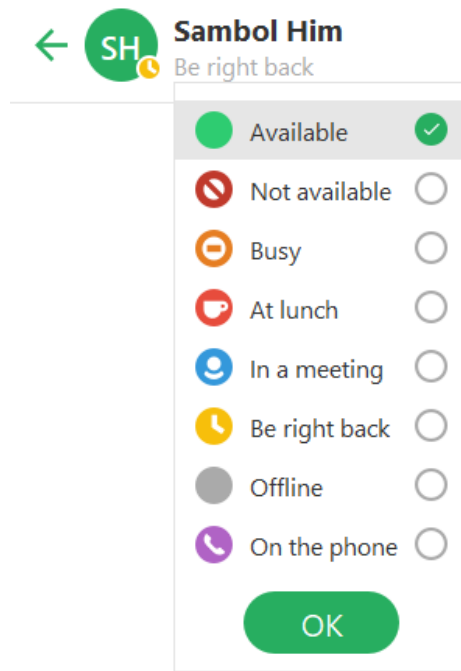 SH
Sambol Him
Be right back
Available
Not available
Busy
At lunch
In a meeting
Be right back
Offline
On the phone
OK